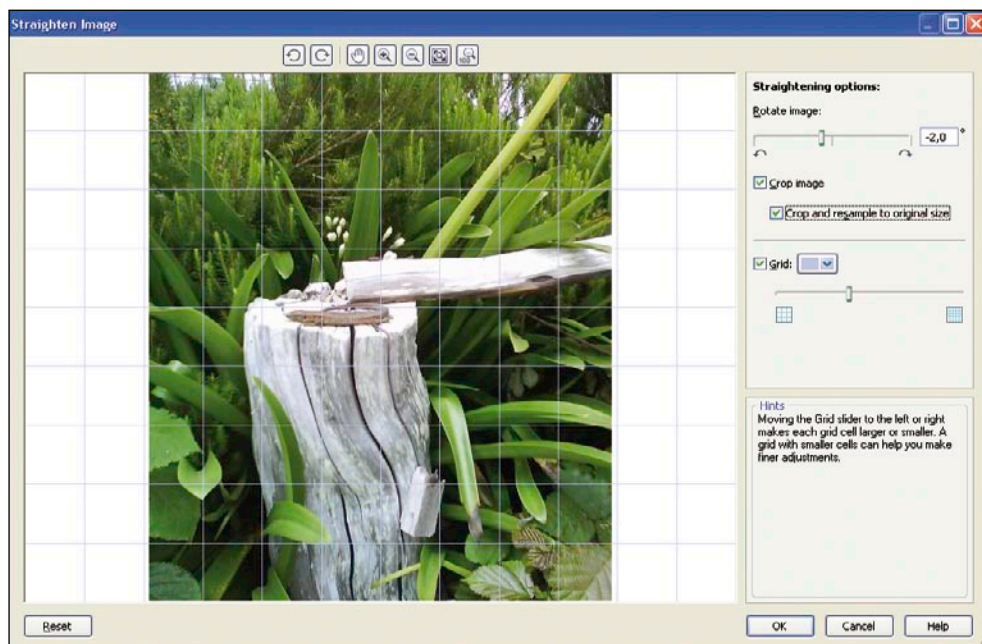 Straighten Image
Straightening options:
Rotate image:
-2,0 °
Crop image
Crop and resample to original size
Grid:
Hints
Moving the Grid slider to the left or right
makes each grid cell larger or smaller. A
grid with smaller cells can help you make
finer adjustments.
Reset
OK
Cancel
Help